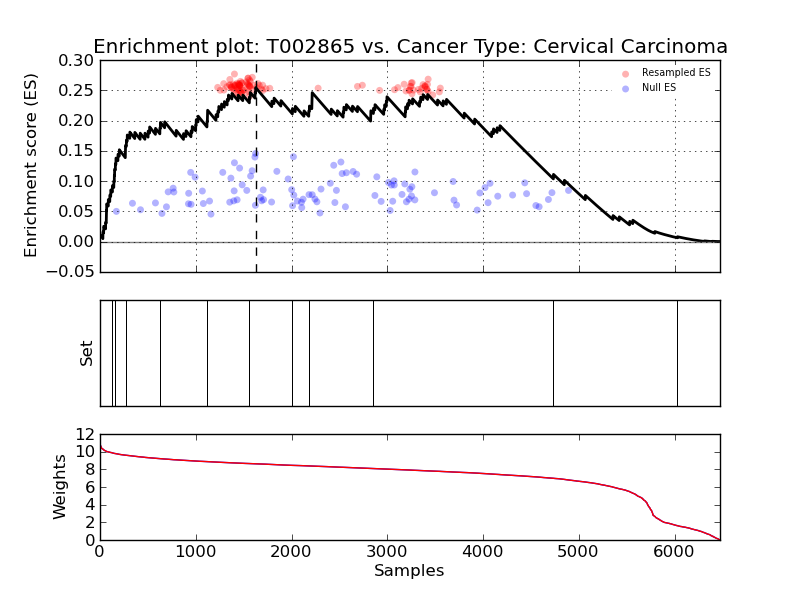 Enrichment plot: T002865 vs. Cancer Type: Cervical Carcinoma
Enrichment score (ES)
0.30
0.25
0.20
0.15
0.10
0.05
0.00
−0.05
Resampled ES
Null ES
Set
Weights
12
10
8
6
4
2
0
0 1000 2000 3000 4000 5000 6000
Samples